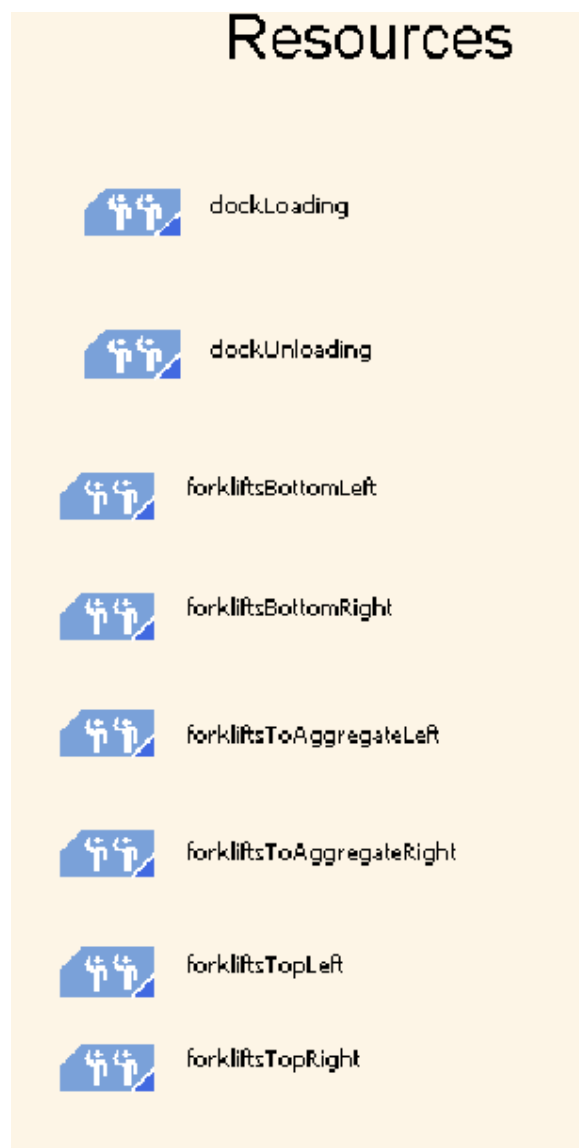 Resources
dockLoading
dockUnloading
forkliftsBottomLeft
forkliftsBottomRight
forkliftsToAggregateLeft
forkliftsToAggregateRight
forkliftsTopLeft
forkliftsTopRight